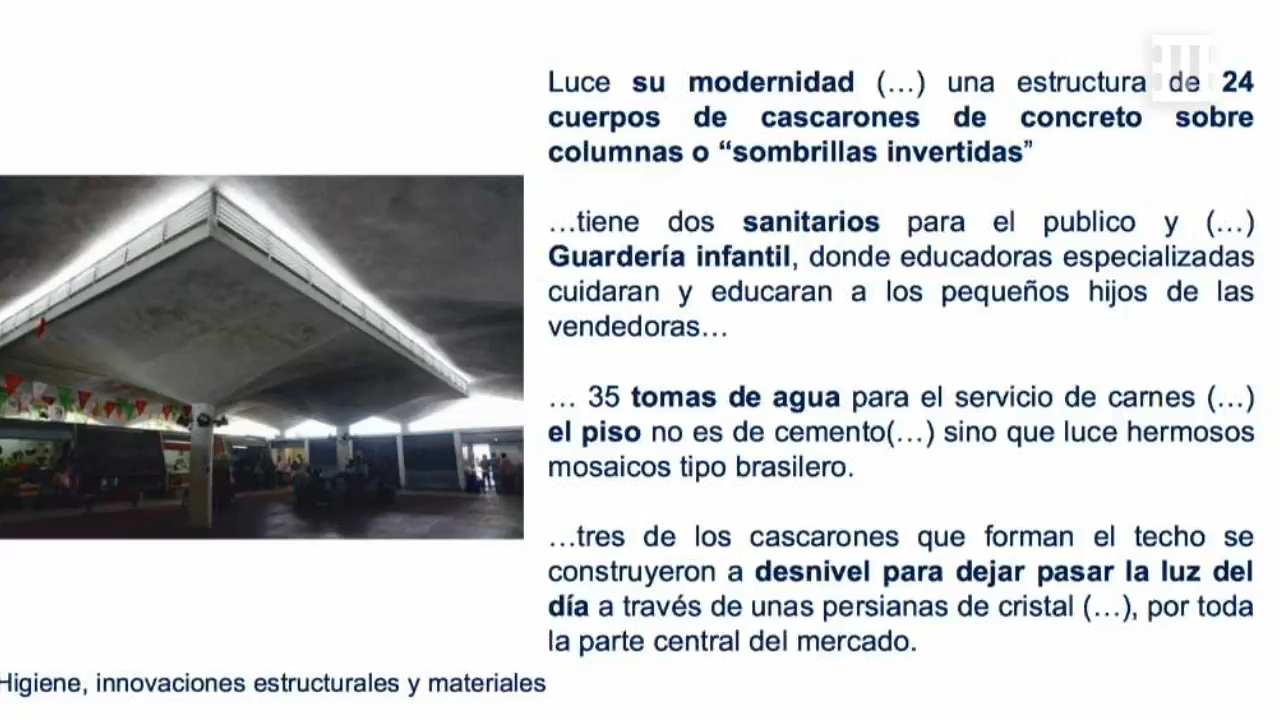 Luce su modernidad (…) una estructura de 24
cuerpos de cascarones de concreto sobre
columnas o “sombrillas invertidas”
…tiene dos sanitarios para el publico y (…)
Guardería infantil, donde educadoras especializadas
cuidaran y educaran a los pequeños hijos de las
vendedoras…
… 35 tomas de agua para el servicio de carnes (…)
el piso no es de cemento(…) sino que luce hermosos
mosaicos tipo brasilero.
…tres de los cascarones que forman el techo se
construyeron a desnivel para dejar pasar la luz del
día a través de unas persianas de cristal (…), por toda
la parte central del mercado.
Higiene, innovaciones estructurales y materiales